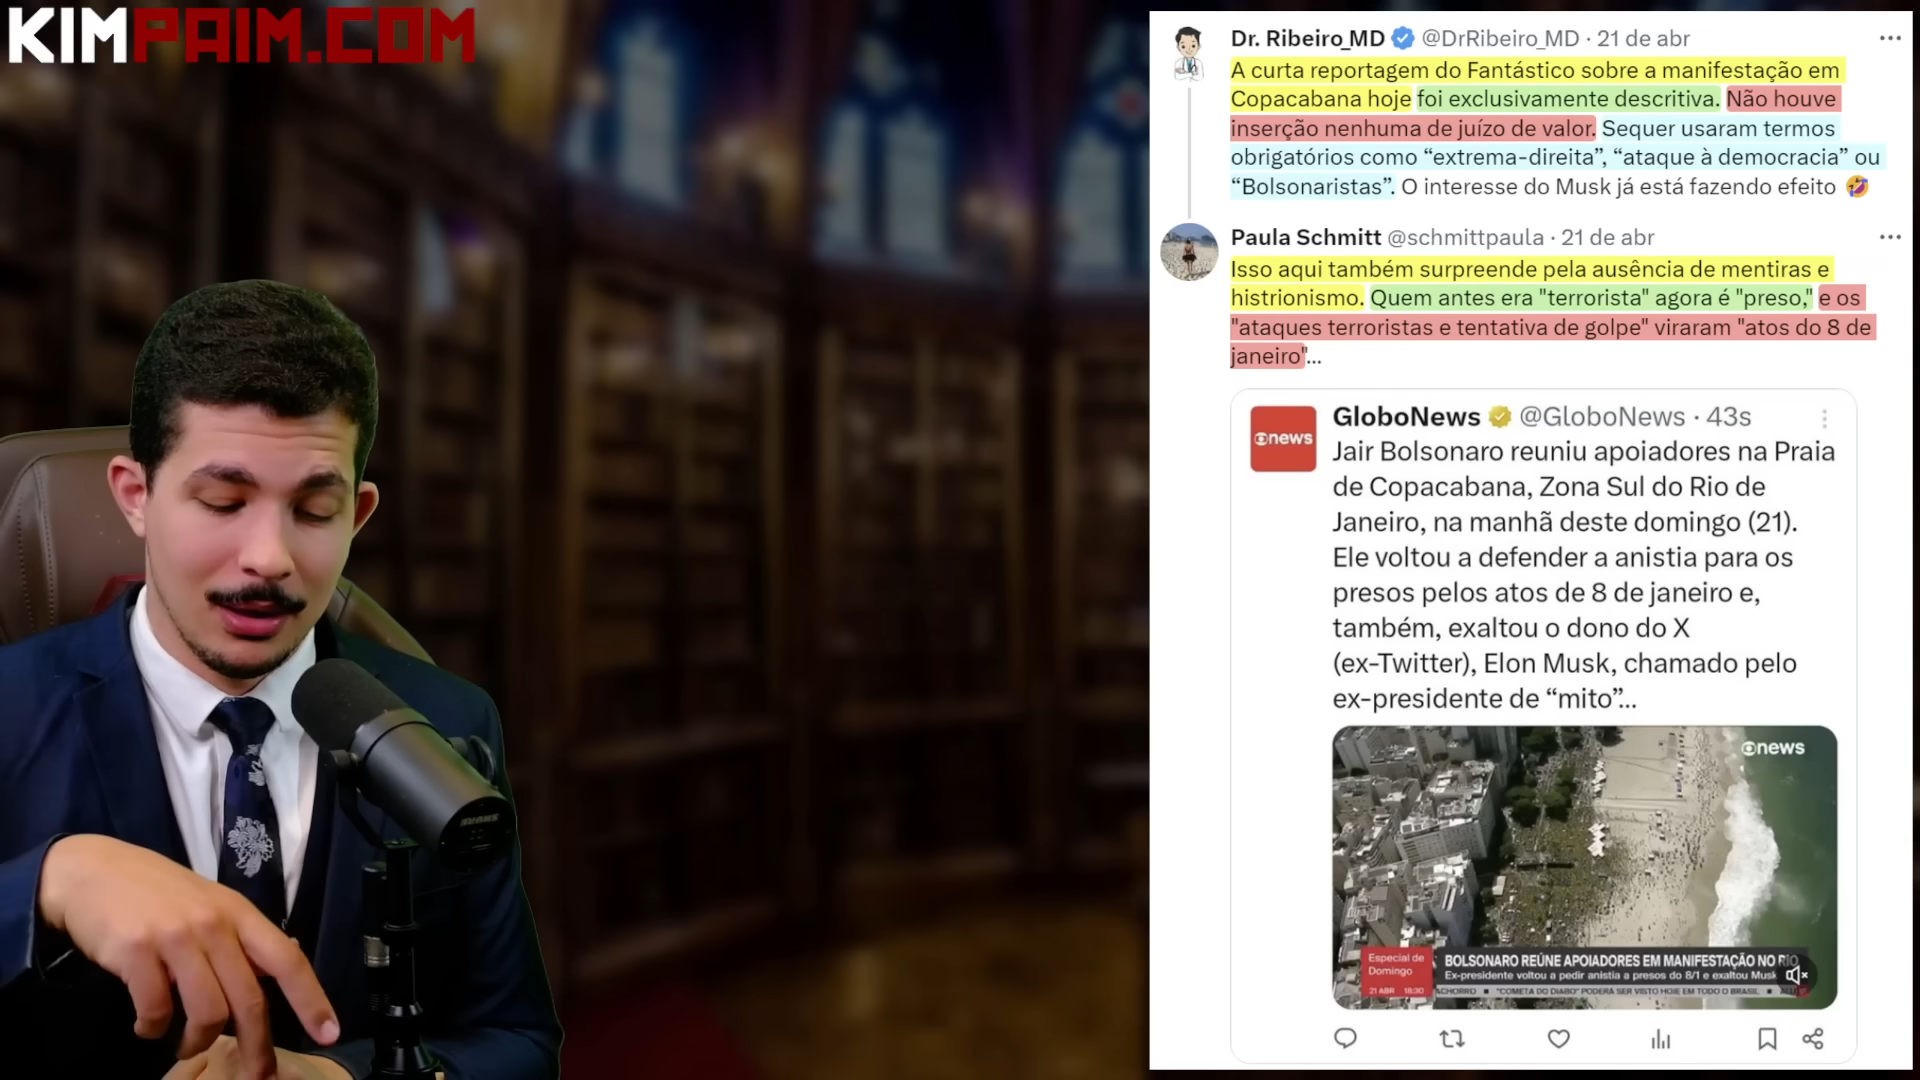 KIMPAIM.COM
Dr. Ribeiro_MD @DrRibeiro_MD · 21 de abr
A curta reportagem do Fantástico sobre a manifestação em
Copacabana hoje foi exclusivamente descritiva. Não houve
inserção nenhuma de juízo de valor. Sequer usaram termos
obrigatórios como “extrema-direita”, “ataque à democracia” ou
“Bolsonaristas”. O interesse do Musk já está fazendo efeito 🤣
Paula Schmitt @schmittpaula · 21 de abr
Isso aqui também surpreende pela ausência de mentiras e
histrionismo. Quem antes era "terrorista" agora é "preso," e os
"ataques terroristas e tentativa de golpe" viraram "atos do 8 de
janeiro"...
news
GloboNews @GloboNews · 43s
Jair Bolsonaro reuniu apoiadores na Praia
de Copacabana, Zona Sul do Rio de
Janeiro, na manhã deste domingo (21).
Ele voltou a defender a anistia para os
presos pelos atos de 8 de janeiro e,
também, exaltou o dono do X
(ex-Twitter), Elon Musk, chamado pelo
ex-presidente de “mito”...
news
Especial de
Domingo
21 ABR 18:30
BOLSONARO REÚNE APOIADORES EM MANIFESTAÇÃO NO RIO
Ex-presidente voltou a pedir anistia a presos do 8/1 e exaltou Musk
"COMETA DO DIABO" PODERÁ SER VISTO HOJE EM TODO O BRASIL
SHURE